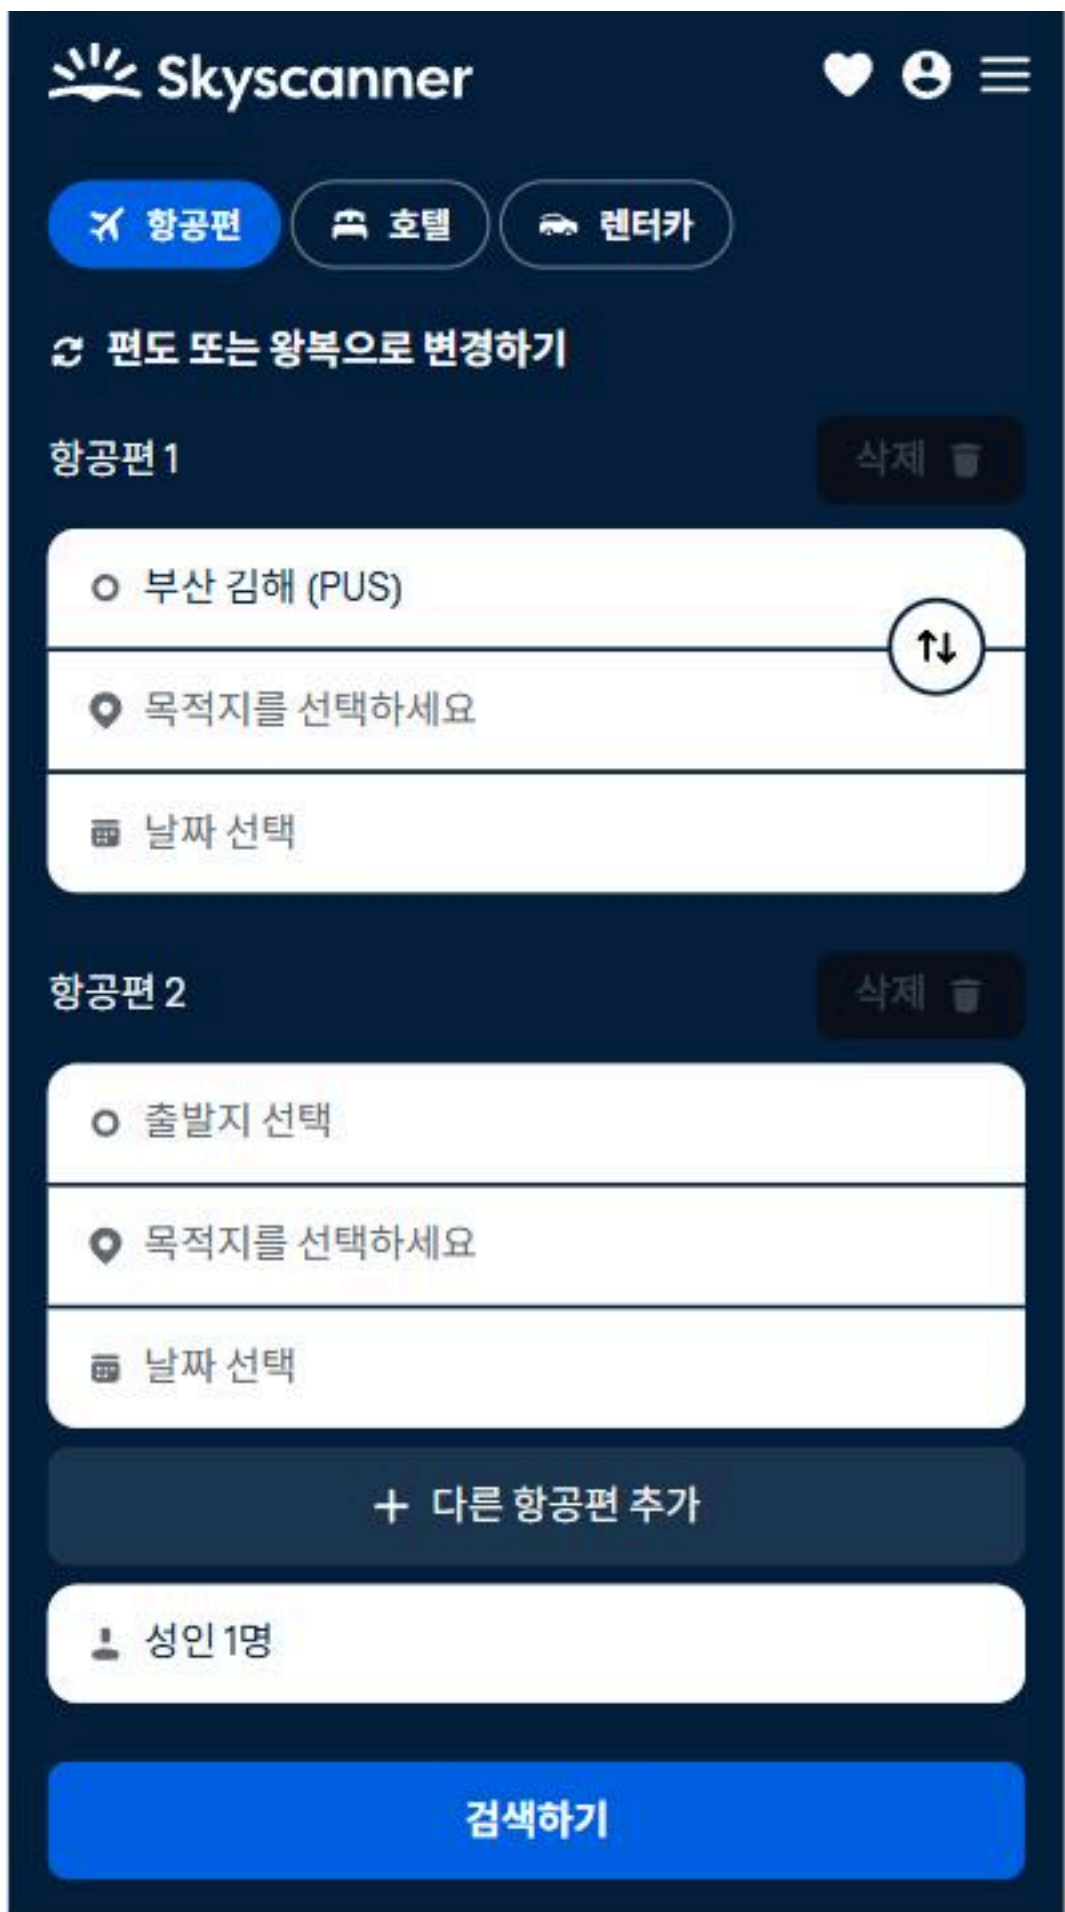 Skyscanner
항공편 호텔 렌터카
편도 또는 왕복으로 변경하기
항공편 1 삭제
부산 김해 (PUS)
목적지를 선택하세요
날짜 선택
항공편 2 삭제
출발지 선택
목적지를 선택하세요
날짜 선택
+ 다른 항공편 추가
성인 1명
검색하기